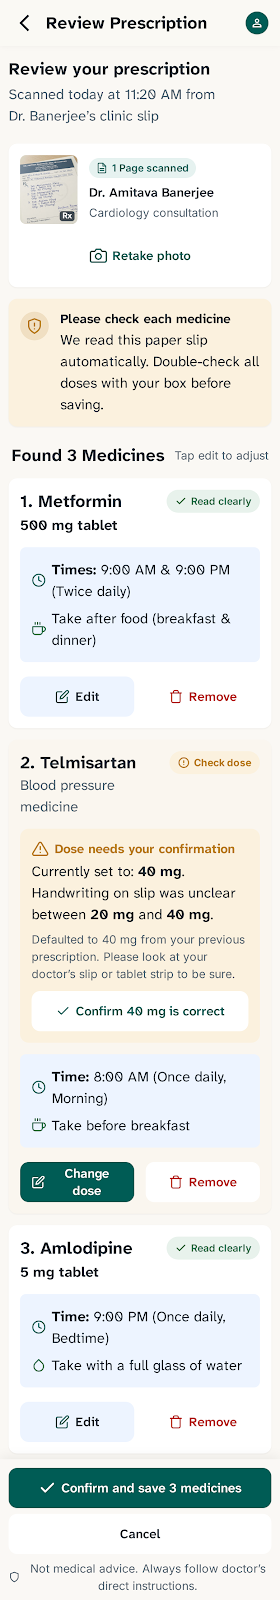 Review Prescription
Review your prescription
Scanned today at 11:20 AM from
Dr. Banerjee's clinic slip
1 Page scanned
Dr. Amitava Banerjee
Cardiology consultation
Rx
Retake photo
Please check each medicine
We read this paper slip
automatically. Double-check all
doses with your box before
saving.
Found 3 Medicines
Tap edit to adjust
1. Metformin
Read clearly
500 mg tablet
Times: 9:00 AM & 9:00 PM
(Twice daily)
Take after food (breakfast &
dinner)
Edit
Remove
2. Telmisartan
Check dose
Blood pressure
medicine
Dose needs your confirmation
Currently set to: 40 mg.
Handwriting on slip was unclear
between 20 mg and 40 mg.
Defaulted to 40 mg from your previous
prescription. Please look at your
doctor's slip or tablet strip to be sure.
Confirm 40 mg is correct
Time: 8:00 AM (Once daily,
Morning)
Take before breakfast
Change
dose
Remove
3. Amlodipine
Read clearly
5 mg tablet
Time: 9:00 PM (Once daily,
Bedtime)
Take with a full glass of water
Edit
Remove
Confirm and save 3 medicines
Cancel
Not medical advice. Always follow doctor's
direct instructions.